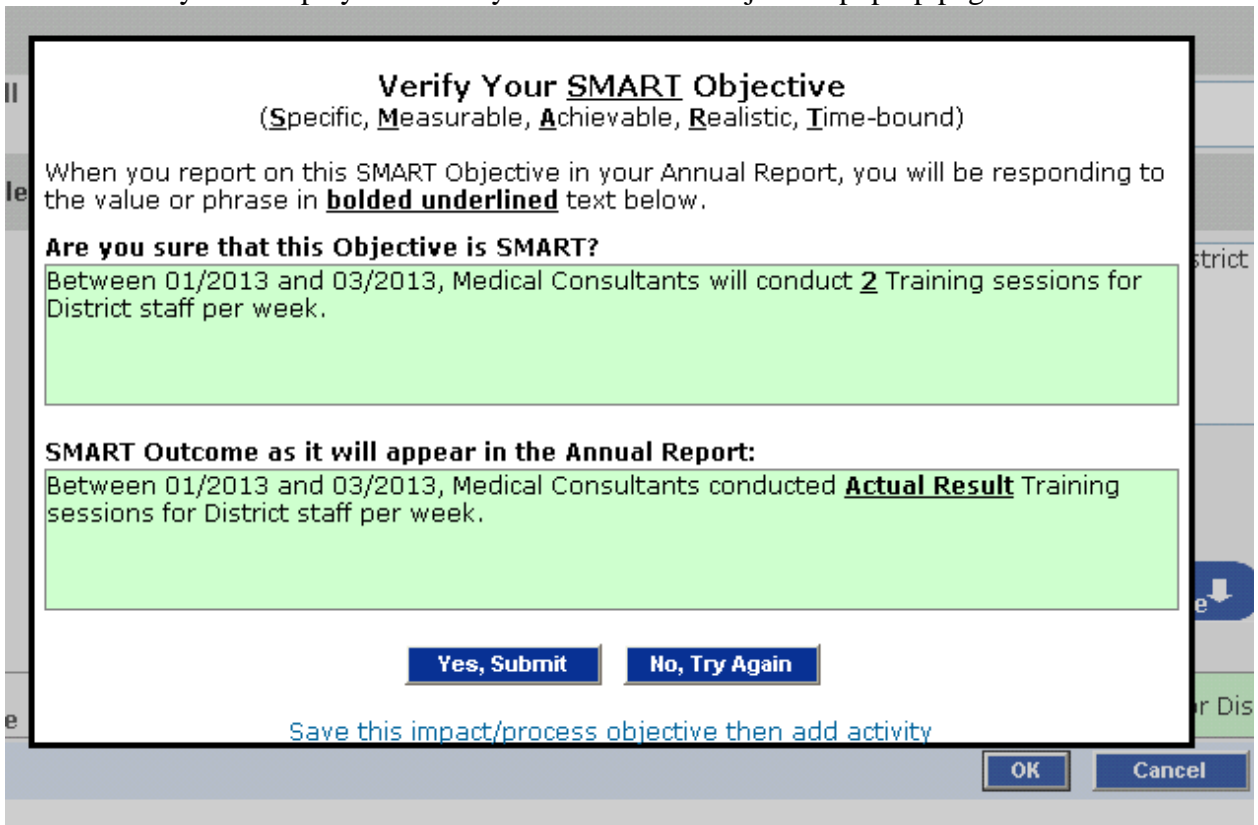 Verify Your SMART Objective
(Specific, Measurable, Achievable, Realistic, Time-bound)
ll
When you report on this SMART Objective in your Annual Report, you will be responding to
le
the value or phrase in bolded underlined text below.
Are you sure that this Objective is SMART?
strict
Between 01/2013 and 03/2013, Medical Consultants will conduct 2 Training sessions for
District staff per week.
SMART Outcome as it will appear in the Annual Report:
Between 01/2013 and 03/2013, Medical Consultants conducted Actual Result Training
sessions for District staff per week.
e
Yes, Submit No, Try Again
e
r Dis
Save this impact/process objective then add activity
OK Cancel